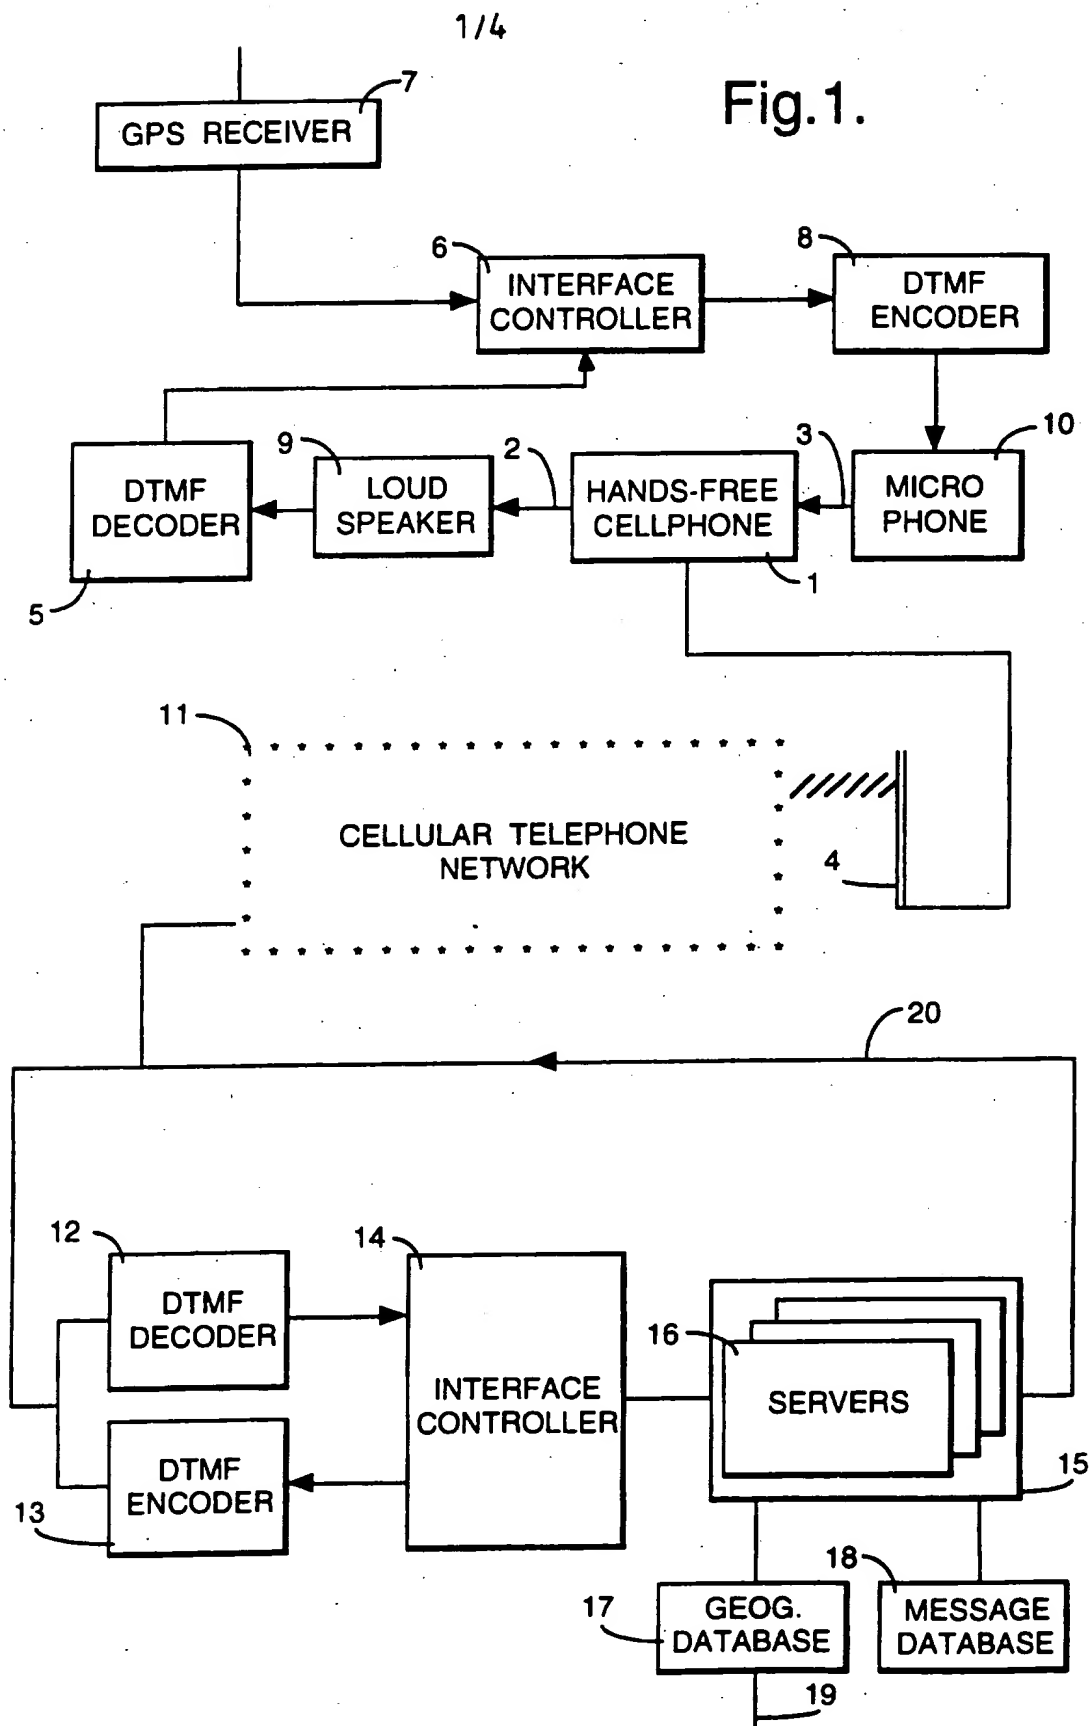 1/4
Fig.1.
7
GPS RECEIVER
6
INTERFACE
CONTROLLER
8
DTMF
ENCODER
9
2
3
10
DTMF
DECODER
LOUD
SPEAKER
HANDS-FREE
CELLPHONE
MICRO
PHONE
5
1
11
CELLULAR TELEPHONE
NETWORK
4
20
12
14
DTMF
DECODER
16
INTERFACE
CONTROLLER
SERVERS
DTMF
ENCODER
15
13
18
17
GEOG.
DATABASE
MESSAGE
DATABASE
19